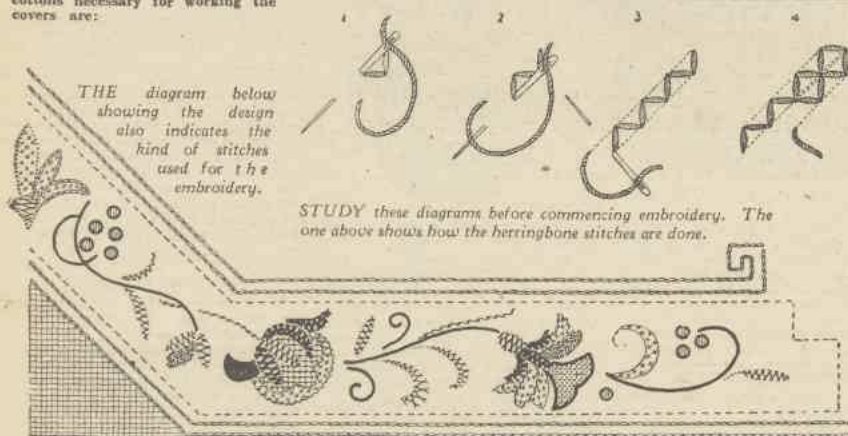 cottons necessary for working the
covers are:
1 2 3 4
THE diagram below
showing the design
also indicates the
kind of stitches
used for the
embroidery.
STUDY these diagrams before commencing embroidery. The
one above shows how the herringbone stitches are done.